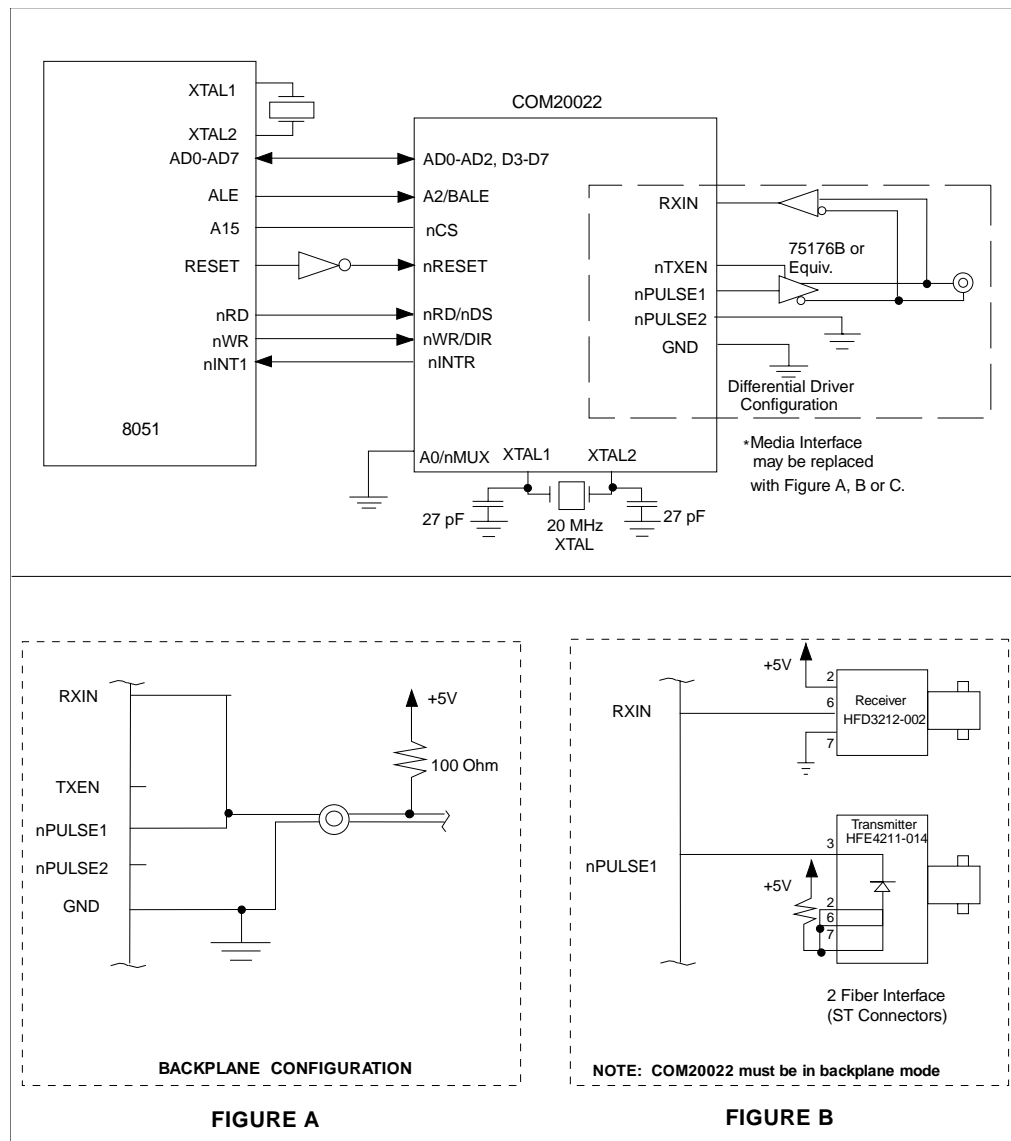 COM20022
XTAL1
XTAL2
AD0-AD7
ALE
A15
RESET
nRD
nWR
nINT1
8051
AD0-AD2, D3-D7
A2/BALE
nCS
nRESET
nRD/nDS
nWR/DIR
nINTR
A0/nMUX
XTAL1
XTAL2
RXIN
nTXEN
nPULSE1
nPULSE2
GND
75176B or
Equiv.
Differential Driver
Configuration
*Media Interface
may be replaced
with Figure A, B or C.
27 pF
20 MHz
XTAL
27 pF
RXIN
TXEN
nPULSE1
nPULSE2
GND
+5V
100 Ohm
BACKPLANE CONFIGURATION
FIGURE A
RXIN
nPULSE1
+5V
2
6
7
Receiver
HFD3212-002
Transmitter
HFE4211-014
3
+5V
2
6
7
2 Fiber Interface
(ST Connectors)
NOTE: COM20022 must be in backplane mode
FIGURE B